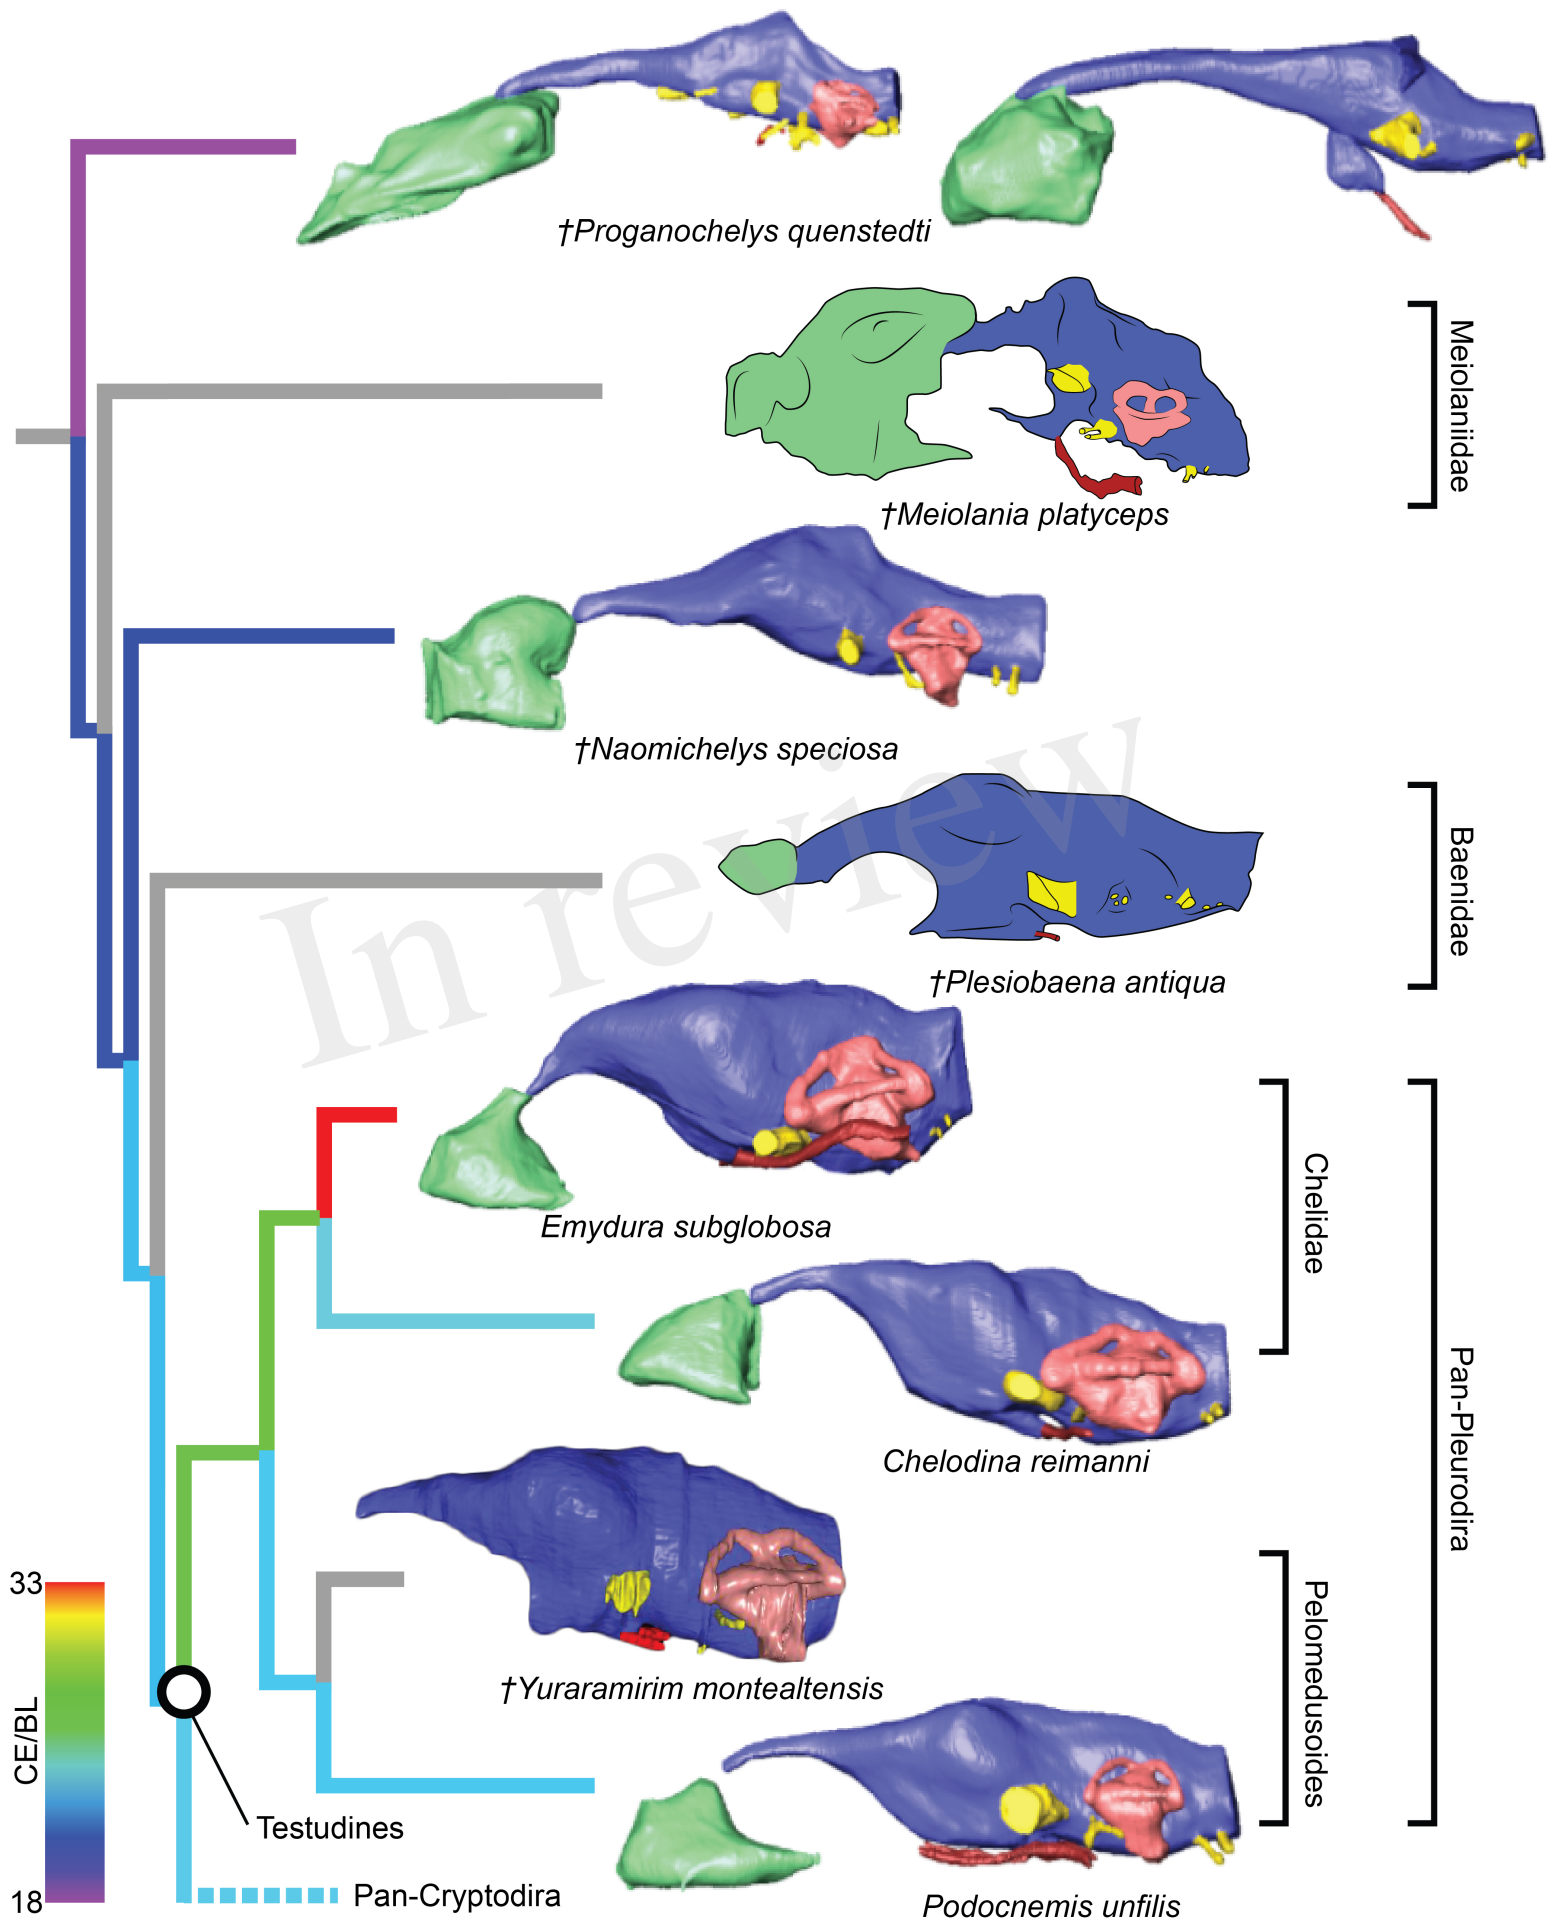 †Proganochelys quenstedti
Meiolaniidae
†Meiolania platyceps
†Naomichelys speciosa
In review
Baenidae
†Plesiobaena antiqua
Emydura subglobosa
Chelidae
Chelodina reimanni
Pan-Pleurodira
†Yuraramirim montealtensis
Pelomedusoides
Podocnemis unfilis
33
CE/BL
18
Testudines
Pan-Cryptodira